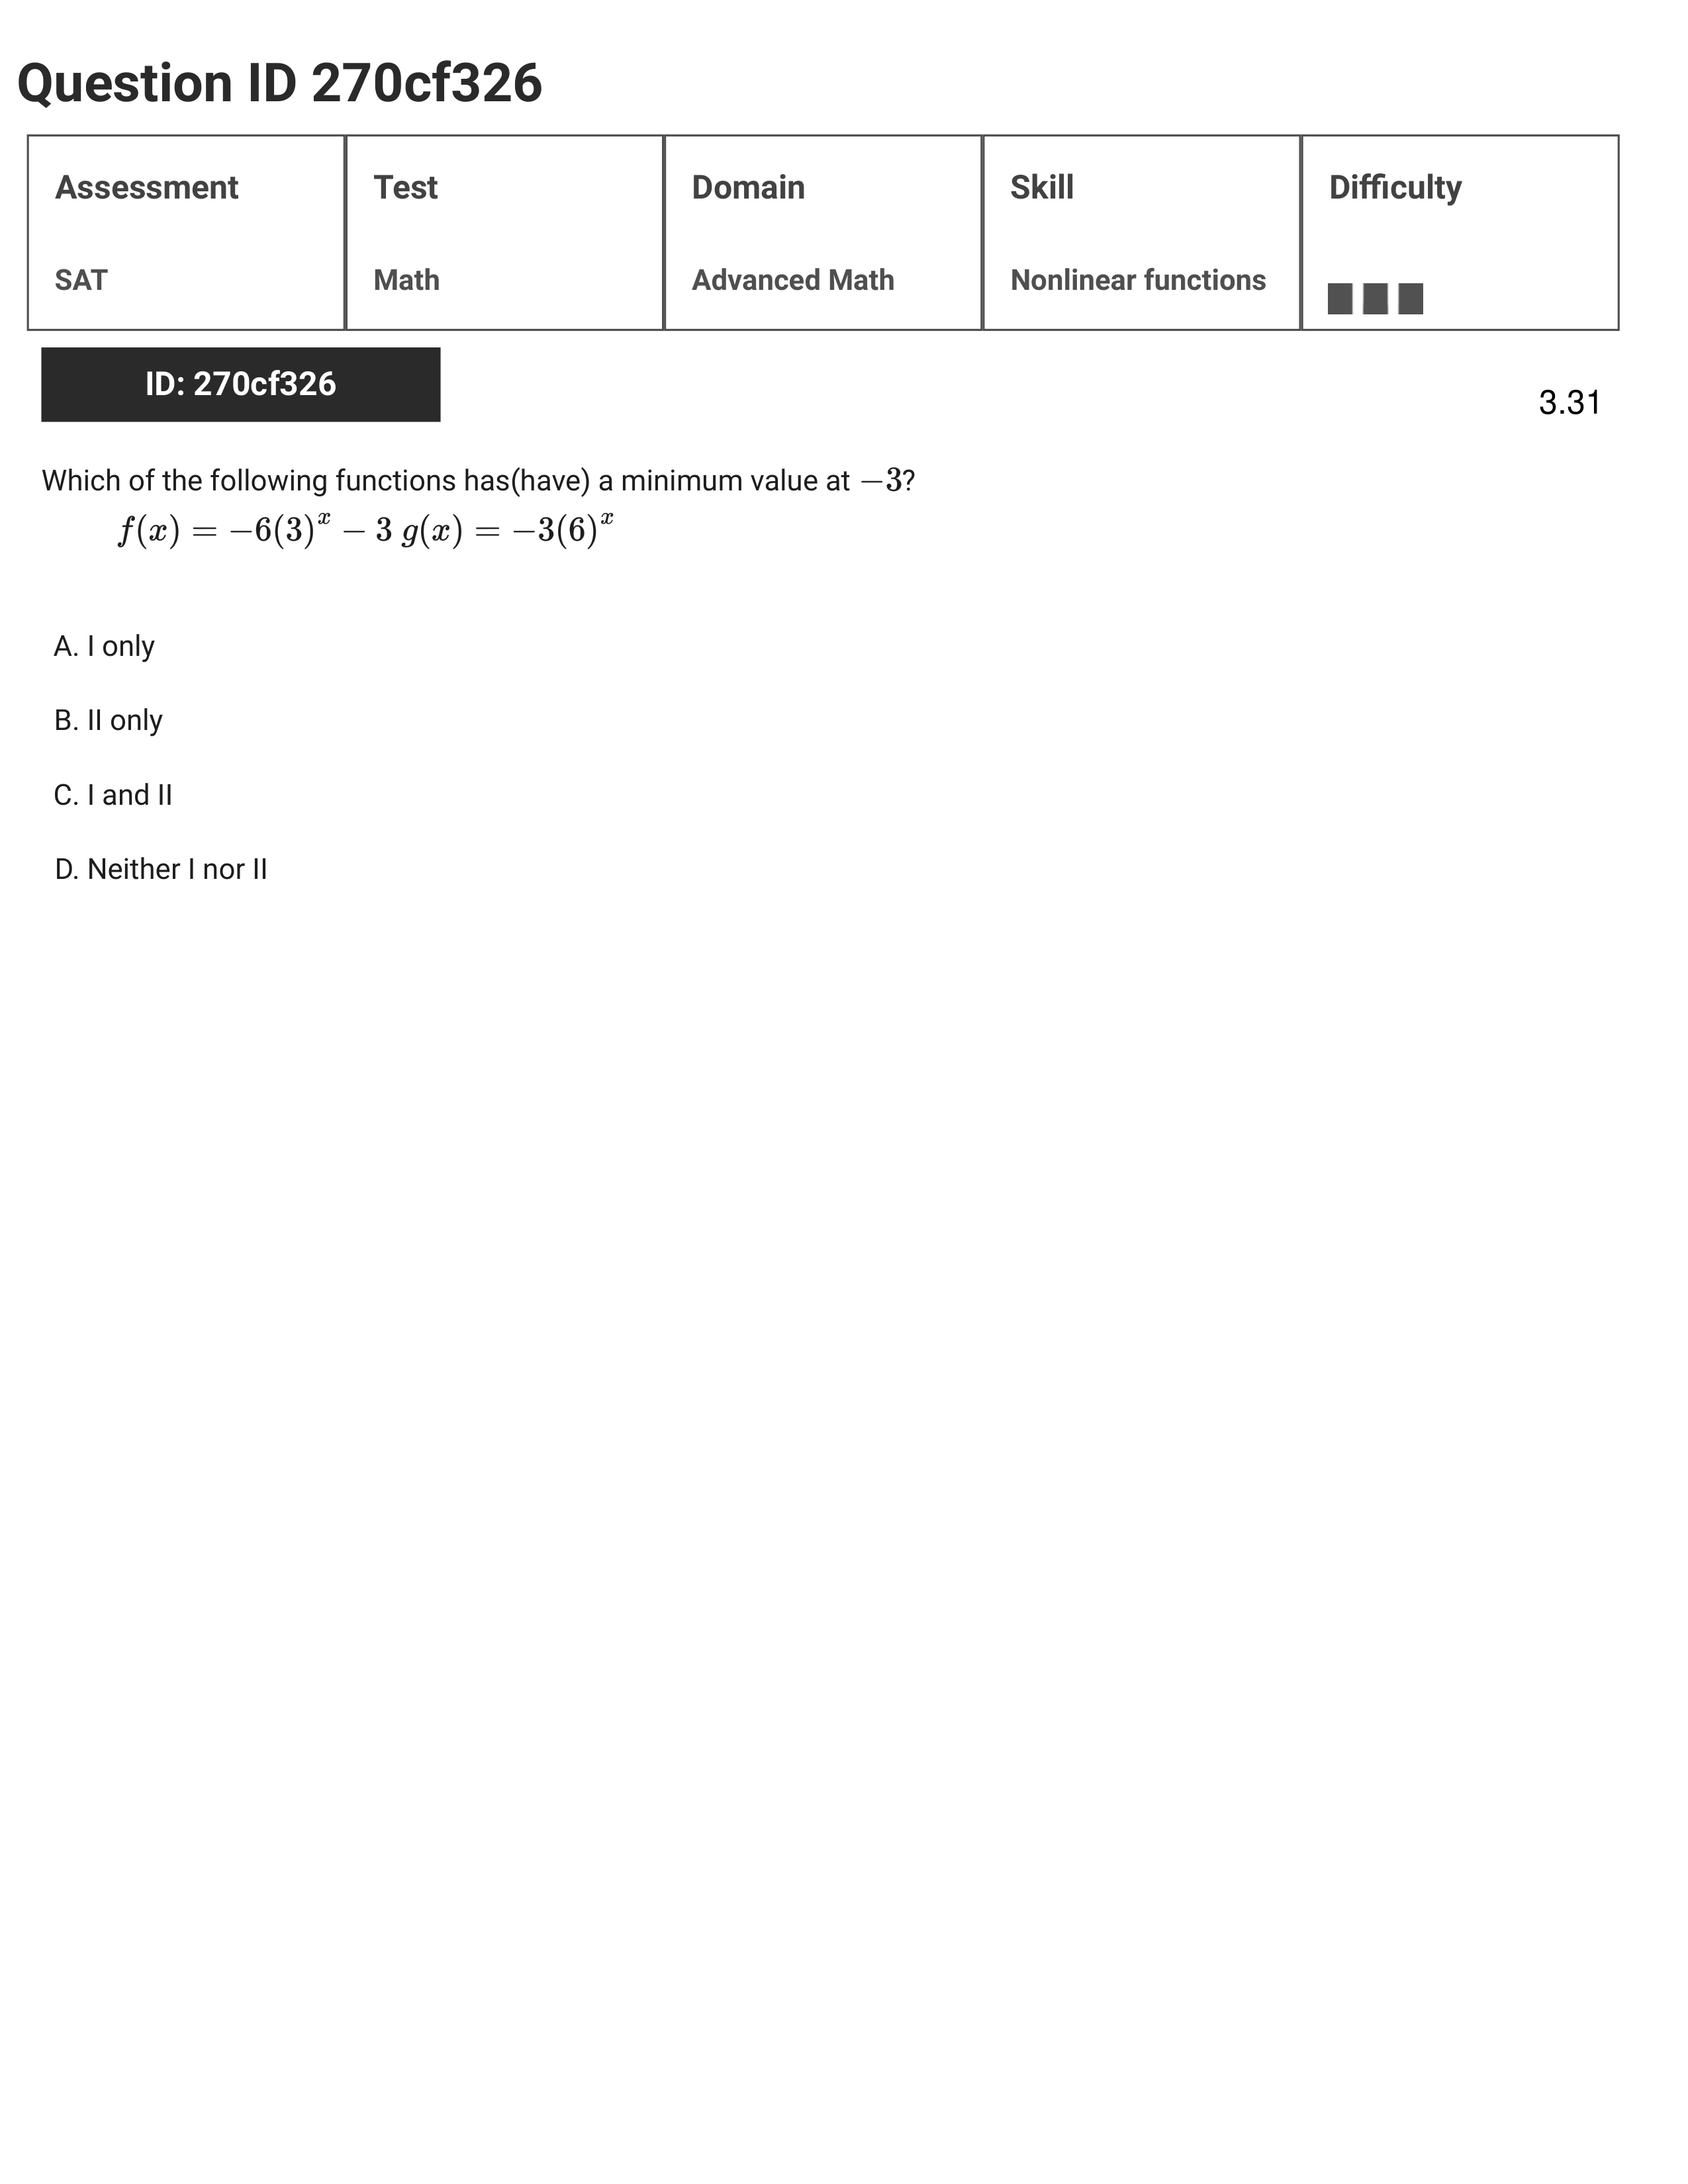 Question ID 270cf326
Assessment Test Domain Skill Difficulty
SAT Math Advanced Math Nonlinear functions
ID: 270cf326
3.31
Which of the following functions has(have) a minimum value at −3?
f(x) = −6(3)^x − 3 g(x) = −3(6)^x
A. I only
B. II only
C. I and II
D. Neither I nor II